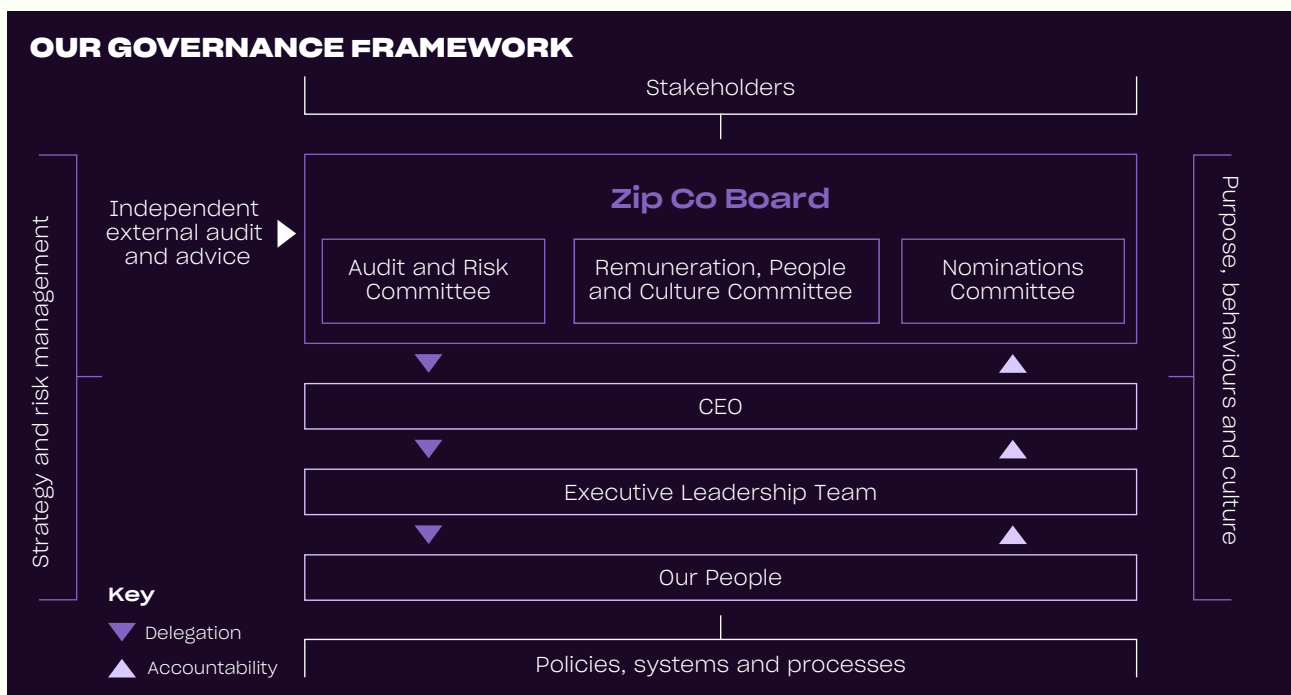 OUR GOVERNANCE FRAMEWORK
Stakeholders
Strategy and risk management
Independent
external audit
and advice
Zip Co Board
Audit and Risk
Committee
Remuneration, People
and Culture Committee
Nominations
Committee
Purpose, behaviours and culture
CEO
Executive Leadership Team
Our People
Key
Delegation
Accountability
Policies, systems and processes